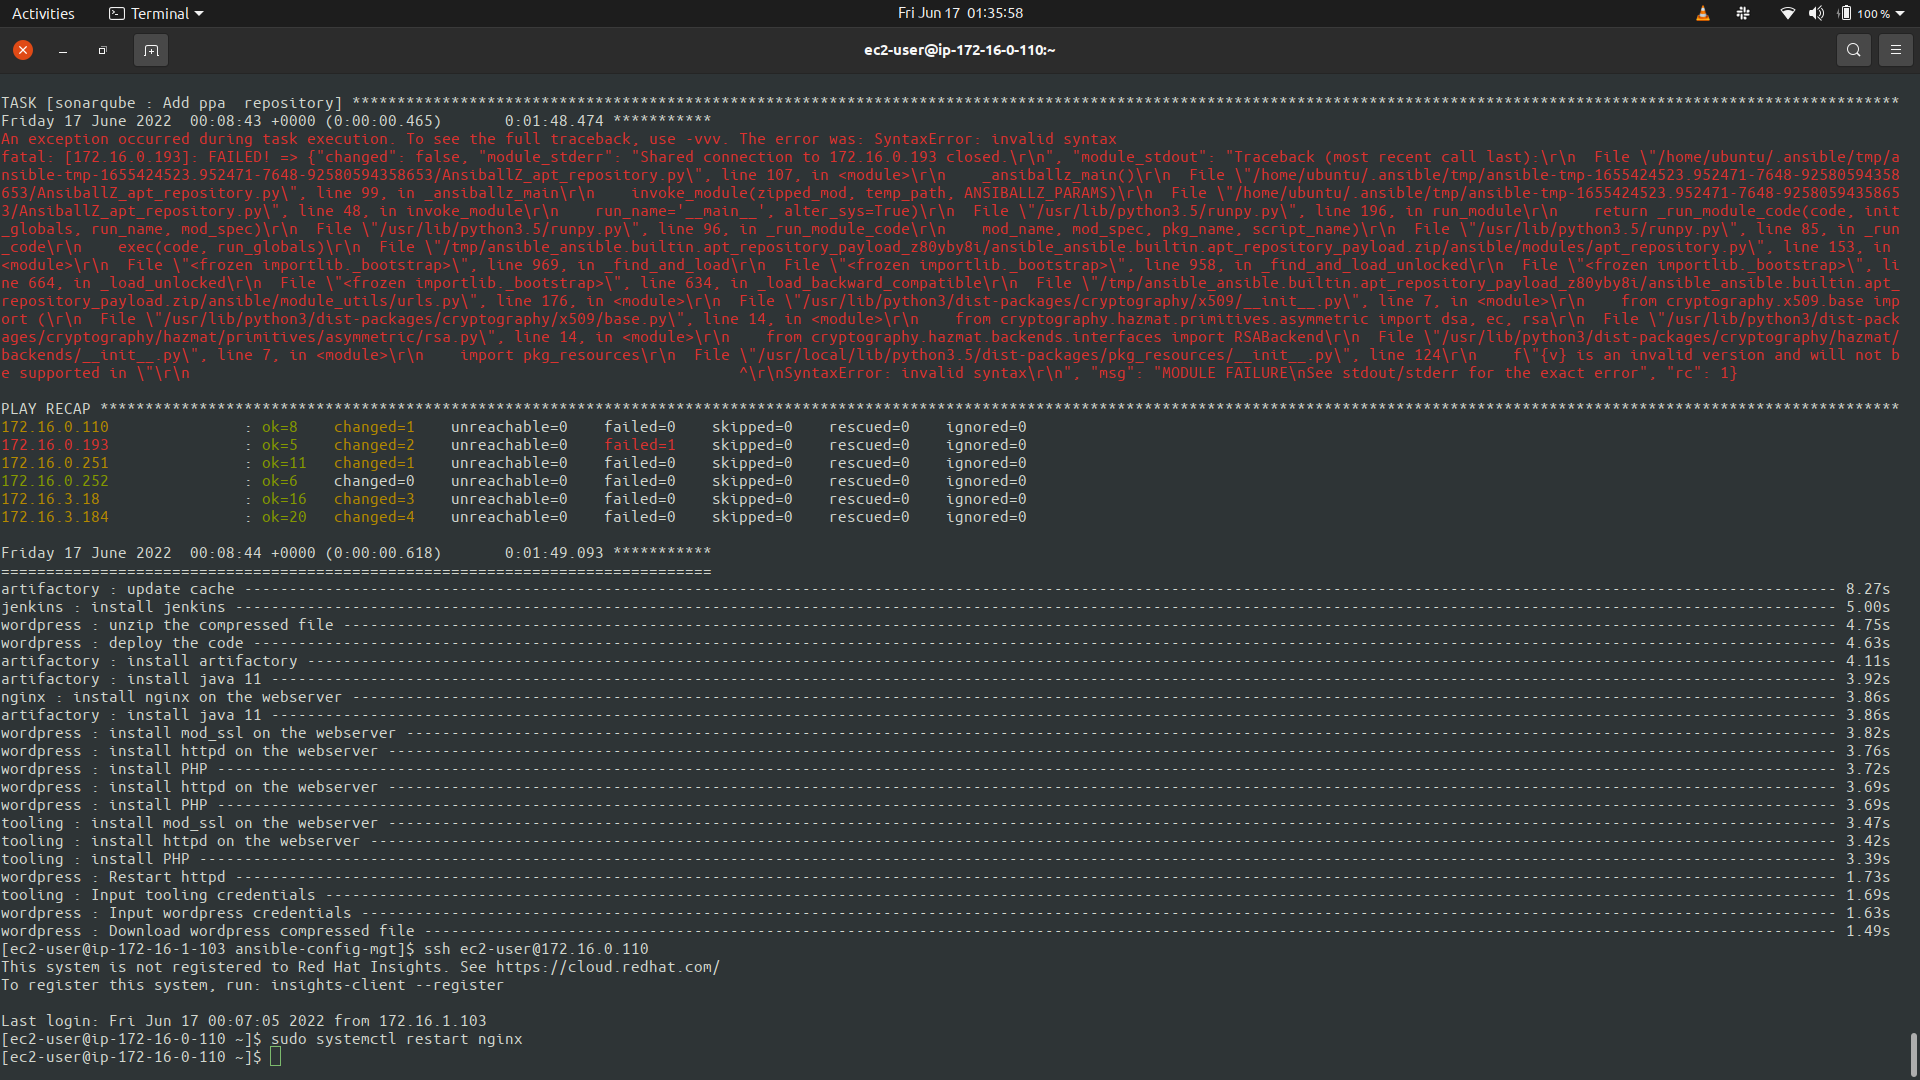 Activities Terminal Fri Jun 17 01:35:58 100 %
ec2-user@ip-172-16-0-110:~
TASK [sonarqube : Add ppa  repository] ****************************************************************************************************************************************************************************
Friday 17 June 2022  00:08:43 +0000 (0:00:00.465)       0:01:48.474 ***********
An exception occurred during task execution. To see the full traceback, use -vvv. The error was: SyntaxError: invalid syntax
fatal: [172.16.0.193]: FAILED! => {"changed": false, "module_stderr": "Shared connection to 172.16.0.193 closed.\r\n", "module_stdout": "Traceback (most recent call last):\r\n  File \"/home/ubuntu/.ansible/tmp/a
nsible-tmp-1655424523.952471-7648-92580594358653/AnsiballZ_apt_repository.py\", line 107, in <module>\r\n    _ansiballz_main()\r\n  File \"/home/ubuntu/.ansible/tmp/ansible-tmp-1655424523.952471-7648-92580594358
653/AnsiballZ_apt_repository.py\", line 99, in _ansiballz_main\r\n    invoke_module(zipped_mod, temp_path, ANSIBALLZ_PARAMS)\r\n  File \"/home/ubuntu/.ansible/tmp/ansible-tmp-1655424523.952471-7648-9258059435865
3/AnsiballZ_apt_repository.py\", line 48, in invoke_module\r\n    run_name='__main__', alter_sys=True)\r\n  File \"/usr/lib/python3.5/runpy.py\", line 196, in run_module\r\n    return _run_module_code(code, init
_globals, run_name, mod_spec)\r\n  File \"/usr/lib/python3.5/runpy.py\", line 96, in _run_module_code\r\n    mod_name, mod_spec, pkg_name, script_name)\r\n  File \"/usr/lib/python3.5/runpy.py\", line 85, in _run
_code\r\n    exec(code, run_globals)\r\n  File \"/tmp/ansible_ansible.builtin.apt_repository_payload_z80yby8i/ansible_ansible.builtin.apt_repository_payload.zip/ansible/modules/apt_repository.py\", line 153, in
<module>\r\n  File \"<frozen importlib._bootstrap>\", line 969, in _find_and_load\r\n  File \"<frozen importlib._bootstrap>\", line 958, in _find_and_load_unlocked\r\n  File \"<frozen importlib._bootstrap>\", li
ne 664, in _load_unlocked\r\n  File \"<frozen importlib._bootstrap>\", line 634, in _load_backward_compatible\r\n  File \"/tmp/ansible_ansible.builtin.apt_repository_payload_z80yby8i/ansible_ansible.builtin.apt_
repository_payload.zip/ansible/module_utils/urls.py\", line 176, in <module>\r\n  File \"/usr/lib/python3/dist-packages/cryptography/x509/__init__.py\", line 7, in <module>\r\n    from cryptography.x509.base imp
ort (\r\n  File \"/usr/lib/python3/dist-packages/cryptography/x509/base.py\", line 14, in <module>\r\n    from cryptography.hazmat.primitives.asymmetric import dsa, ec, rsa\r\n  File \"/usr/lib/python3/dist-pack
ages/cryptography/hazmat/primitives/asymmetric/rsa.py\", line 14, in <module>\r\n    from cryptography.hazmat.backends.interfaces import RSABackend\r\n  File \"/usr/lib/python3/dist-packages/cryptography/hazmat/
backends/__init__.py\", line 7, in <module>\r\n    import pkg_resources\r\n  File \"/usr/local/lib/python3.5/dist-packages/pkg_resources/__init__.py\", line 124\r\n    f\"{v} is an invalid version and will not b
e supported in \"\r\n                                                             ^\r\nSyntaxError: invalid syntax\r\n", "msg": "MODULE FAILURE\nSee stdout/stderr for the exact error", "rc": 1}
PLAY RECAP ********************************************************************************************************************************************************************************************************
172.16.0.110               : ok=8    changed=1    unreachable=0    failed=0    skipped=0    rescued=0    ignored=0
172.16.0.193               : ok=5    changed=2    unreachable=0    failed=1    skipped=0    rescued=0    ignored=0
172.16.0.251               : ok=11   changed=1    unreachable=0    failed=0    skipped=0    rescued=0    ignored=0
172.16.0.252               : ok=6    changed=0    unreachable=0    failed=0    skipped=0    rescued=0    ignored=0
172.16.3.18                : ok=16   changed=3    unreachable=0    failed=0    skipped=0    rescued=0    ignored=0
172.16.3.184               : ok=20   changed=4    unreachable=0    failed=0    skipped=0    rescued=0    ignored=0
Friday 17 June 2022  00:08:44 +0000 (0:00:00.618)       0:01:49.093 ***********
===============================================================================
artifactory : update cache ----------------------------------------------------- 8.27s
jenkins : install jenkins ----------------------------------------------------- 5.00s
wordpress : unzip the compressed file ----------------------------------------------------- 4.75s
wordpress : deploy the code ----------------------------------------------------- 4.63s
artifactory : install artifactory ----------------------------------------------------- 4.11s
artifactory : install java 11 ----------------------------------------------------- 3.92s
nginx : install nginx on the webserver ----------------------------------------------------- 3.86s
artifactory : install java 11 ----------------------------------------------------- 3.86s
wordpress : install mod_ssl on the webserver ----------------------------------------------------- 3.82s
wordpress : install httpd on the webserver ----------------------------------------------------- 3.76s
wordpress : install PHP ----------------------------------------------------- 3.72s
wordpress : install httpd on the webserver ----------------------------------------------------- 3.69s
wordpress : install PHP ----------------------------------------------------- 3.69s
tooling : install mod_ssl on the webserver ----------------------------------------------------- 3.47s
tooling : install httpd on the webserver ----------------------------------------------------- 3.42s
tooling : install PHP ----------------------------------------------------- 3.39s
wordpress : Restart httpd ----------------------------------------------------- 1.73s
tooling : Input tooling credentials ----------------------------------------------------- 1.69s
wordpress : Input wordpress credentials ----------------------------------------------------- 1.63s
wordpress : Download wordpress compressed file ----------------------------------------------------- 1.49s
[ec2-user@ip-172-16-1-103 ansible-config-mgt]$ ssh ec2-user@172.16.0.110
This system is not registered to Red Hat Insights. See https://cloud.redhat.com/
To register this system, run: insights-client --register
Last login: Fri Jun 17 00:07:05 2022 from 172.16.1.103
[ec2-user@ip-172-16-0-110 ~]$ sudo systemctl restart nginx
[ec2-user@ip-172-16-0-110 ~]$